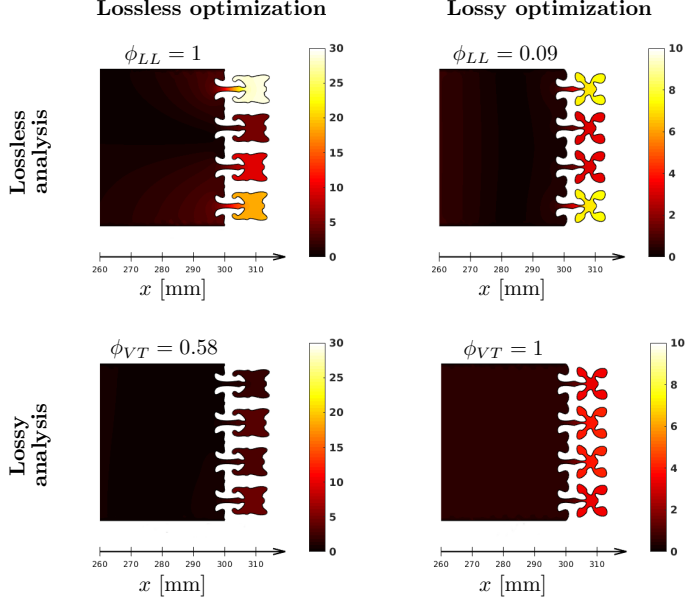 Lossless optimization
Lossy optimization
Lossless analysis
ϕ_LL = 1
30
25
20
15
10
5
0
260 270 280 290 300 310
x [mm]
ϕ_LL = 0.09
10
8
6
4
2
0
260 270 280 290 300 310
x [mm]
Lossy analysis
ϕ_VT = 0.58
30
25
20
15
10
5
0
260 270 280 290 300 310
x [mm]
ϕ_VT = 1
10
8
6
4
2
0
260 270 280 290 300 310
x [mm]